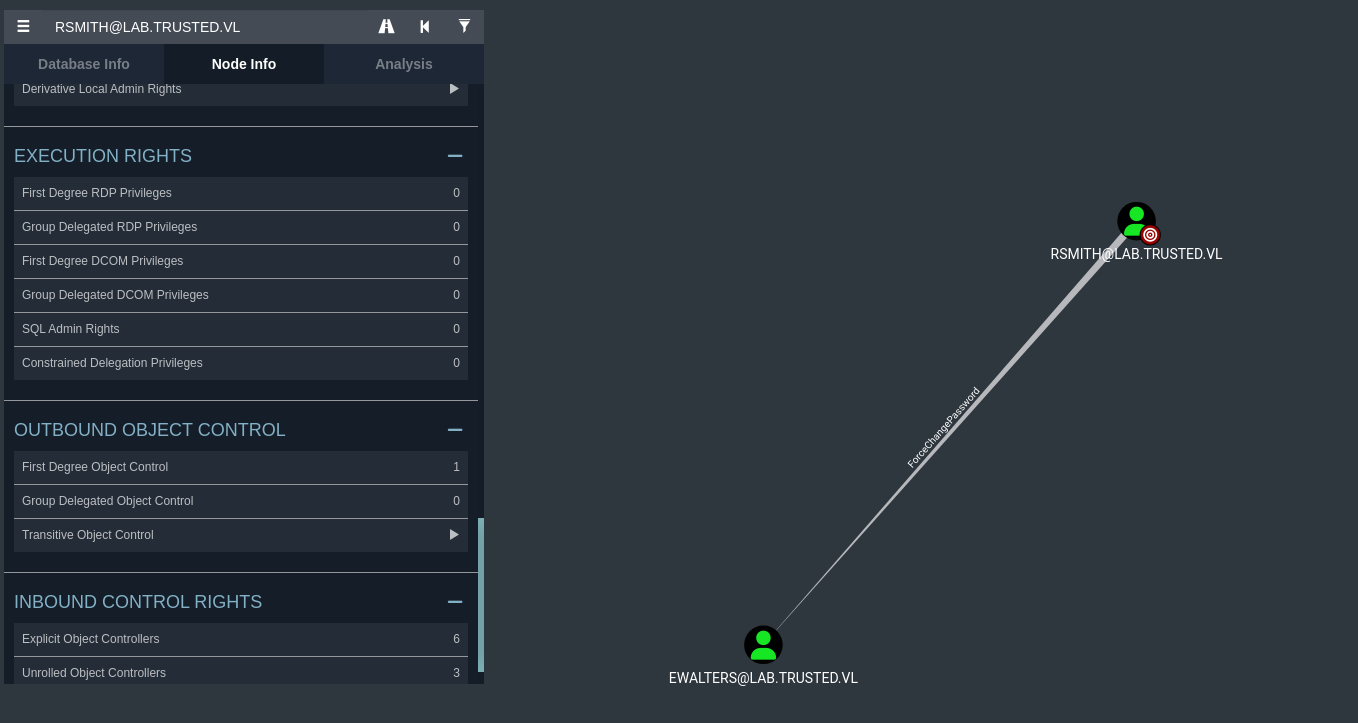 RSMITH@LAB.TRUSTED.VL
Database Info Node Info Analysis
Derivative Local Admin Rights
EXECUTION RIGHTS
First Degree RDP Privileges 0
Group Delegated RDP Privileges 0
First Degree DCOM Privileges 0
Group Delegated DCOM Privileges 0
SQL Admin Rights 0
Constrained Delegation Privileges 0
OUTBOUND OBJECT CONTROL
First Degree Object Control 1
Group Delegated Object Control 0
Transitive Object Control
INBOUND CONTROL RIGHTS
Explicit Object Controllers 6
Unrolled Object Controllers 3
RSMITH@LAB.TRUSTED.VL
ForceChangePassword
EWALTERS@LAB.TRUSTED.VL